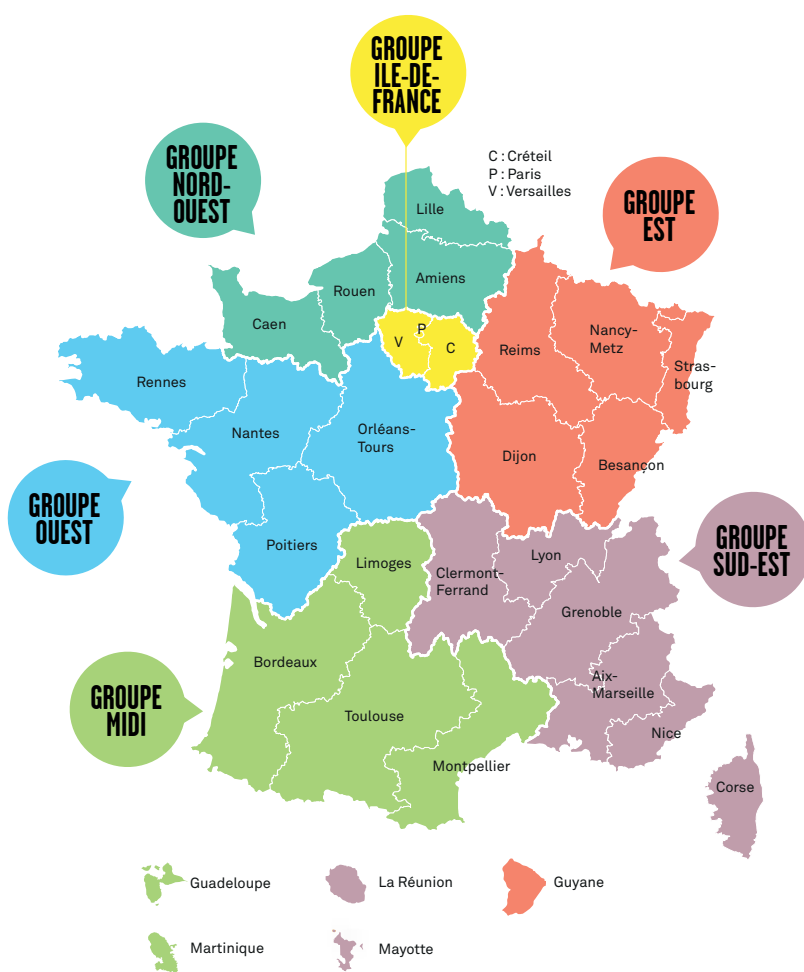 GROUPE
ILE-DE-
FRANCE
GROUPE
NORD-
OUEST
C : Créteil
P : Paris
V : Versailles
GROUPE
EST
Lille
Amiens
Rouen
Caen
V
P
C
Reims
Nancy-
Metz
Stras-
bourg
Rennes
Nantes
Orléans-
Tours
Dijon
Besançon
GROUPE
OUEST
Poitiers
Limoges
Clermont-
Ferrand
Lyon
GROUPE
SUD-EST
Grenoble
Bordeaux
Aix-
Marseille
GROUPE
MIDI
Toulouse
Nice
Montpellier
Corse
Guadeloupe
La Réunion
Guyane
Martinique
Mayotte